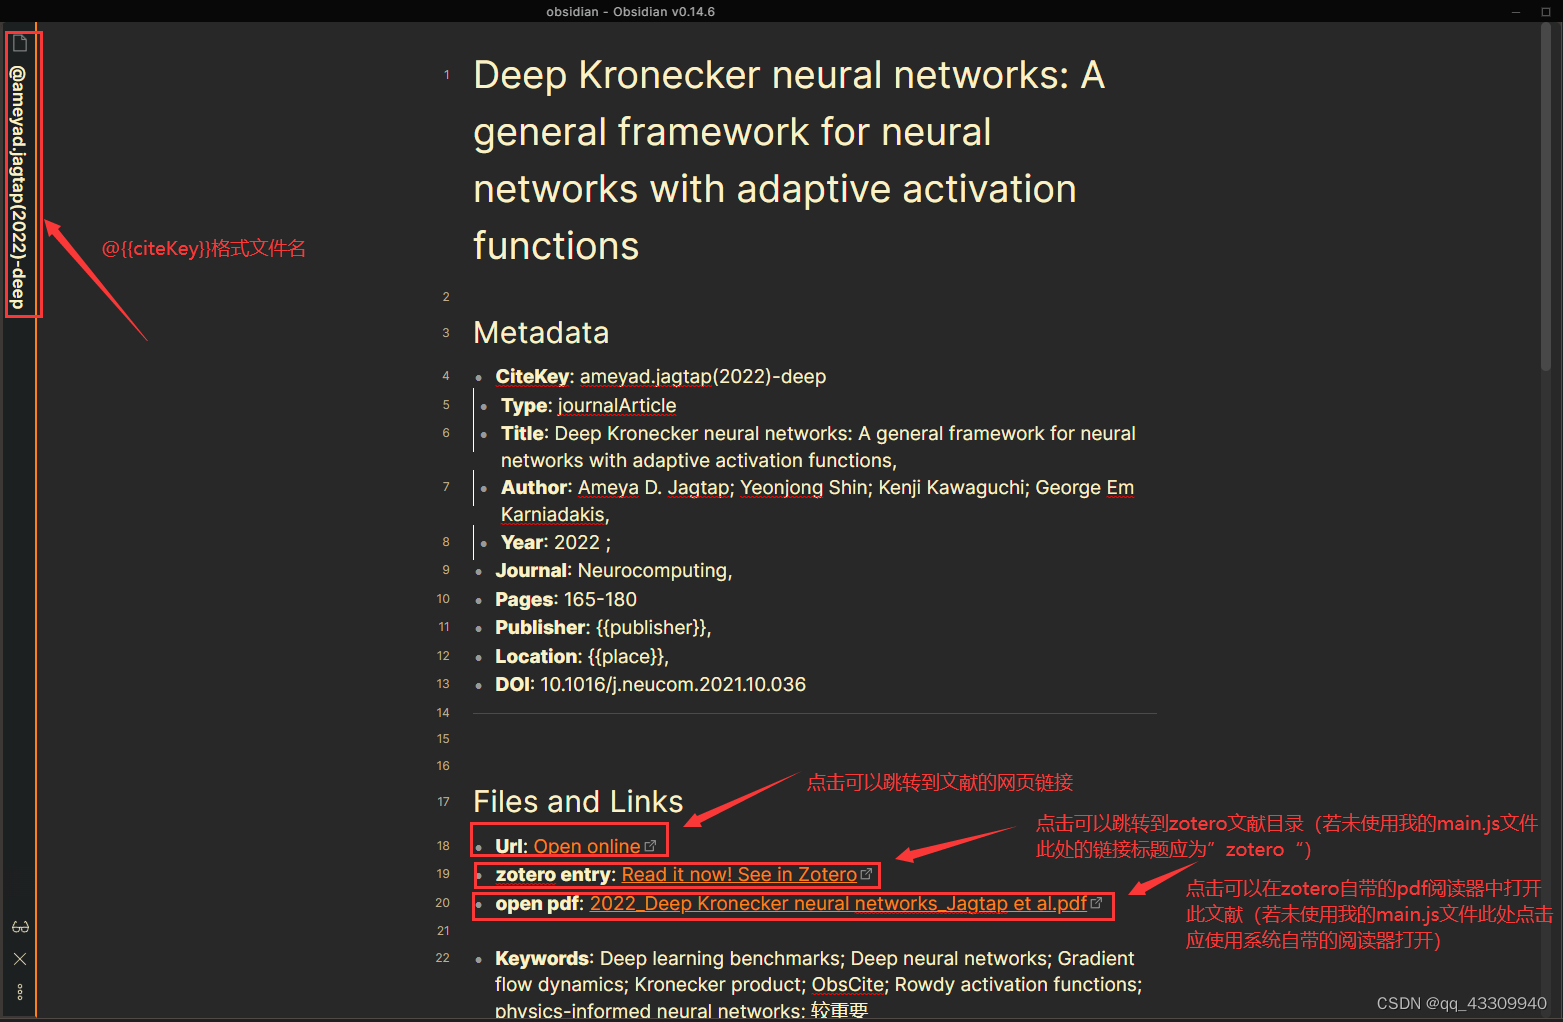 obsidian - Obsidian v0.14.6
@ameyad.jagtap(2022)-deep
@{{citeKey}}格式文件名
1
Deep Kronecker neural networks: A
general framework for neural
networks with adaptive activation
functions
2
3
Metadata
4
CiteKey: ameyad.jagtap(2022)-deep
5
Type: journalArticle
6
Title: Deep Kronecker neural networks: A general framework for neural
networks with adaptive activation functions,
7
Author: Ameya D. Jagtap; Yeonjong Shin; Kenji Kawaguchi; George Em
Karniadakis,
8
Year: 2022 ;
9
Journal: Neurocomputing,
10
Pages: 165-180
11
Publisher: {{publisher}},
12
Location: {{place}},
13
DOI: 10.1016/j.neucom.2021.10.036
14
15
16
17
Files and Links
点击可以跳转到文献的网页链接
18
Url: Open online
点击可以跳转到zotero文献目录（若未使用我的main.js文件
此处的链接标题应为”zotero“）
19
zotero entry: Read it now! See in Zotero
20
open pdf: 2022_Deep Kronecker neural networks_Jagtap et al.pdf
点击可以在zotero自带的pdf阅读器中打开
此文献（若未使用我的main.js文件此处点击
应使用系统自带的阅读器打开）
21
22
Keywords: Deep learning benchmarks; Deep neural networks; Gradient
flow dynamics; Kronecker product; ObsCite; Rowdy activation functions;
physics-informed neural networks; 较重要
CSDN @qq_43309940